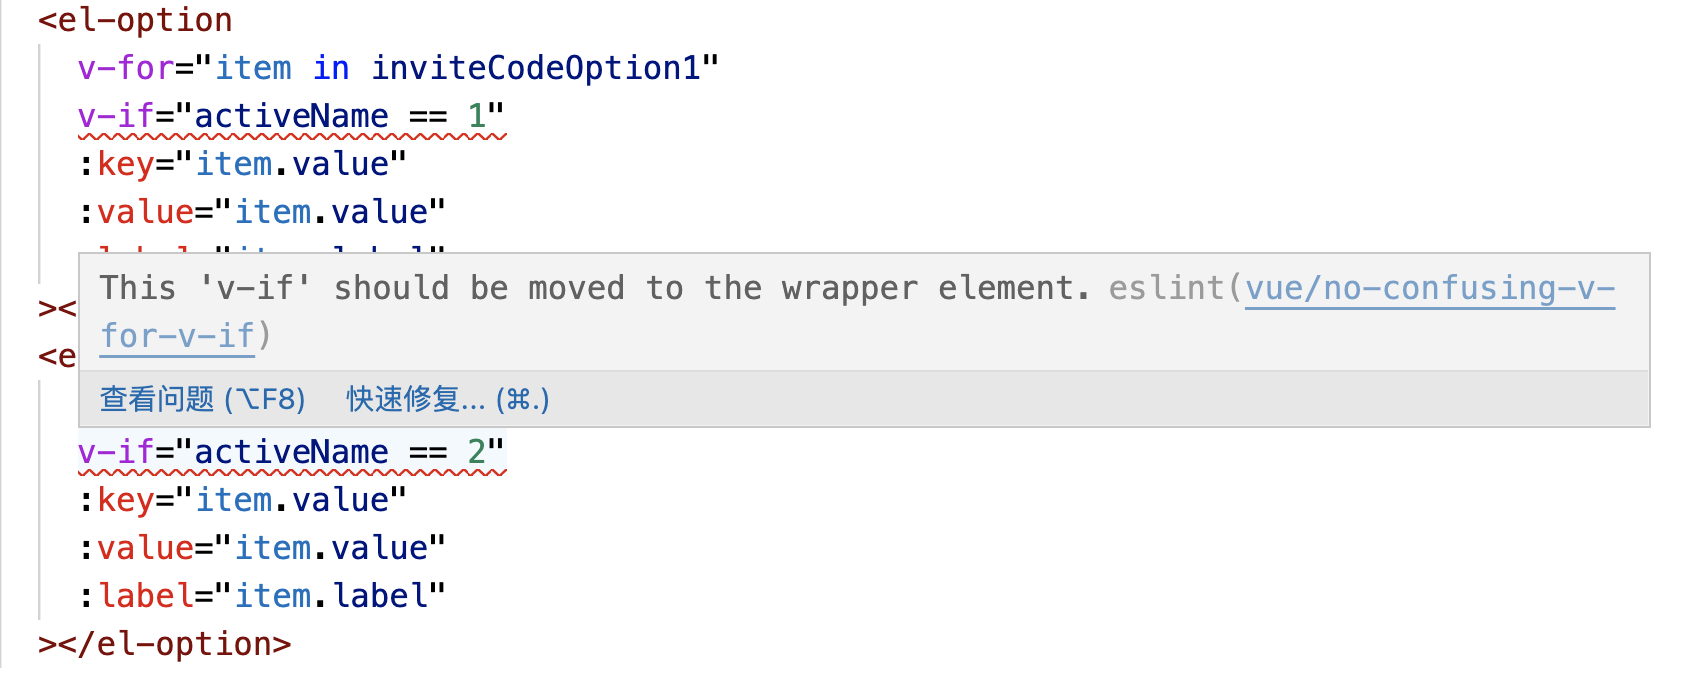 <el-option
v-for="item in inviteCodeOption1"
v-if="activeName == 1"
:key="item.value"
:value="item.value"
This 'v-if' should be moved to the wrapper element. eslint(vue/no-confusing-v-
><
for-v-if)
<e
查看问题 (⌥F8) 快速修复... (⌘.)
v-if="activeName == 2"
:key="item.value"
:value="item.value"
:label="item.label"
></el-option>